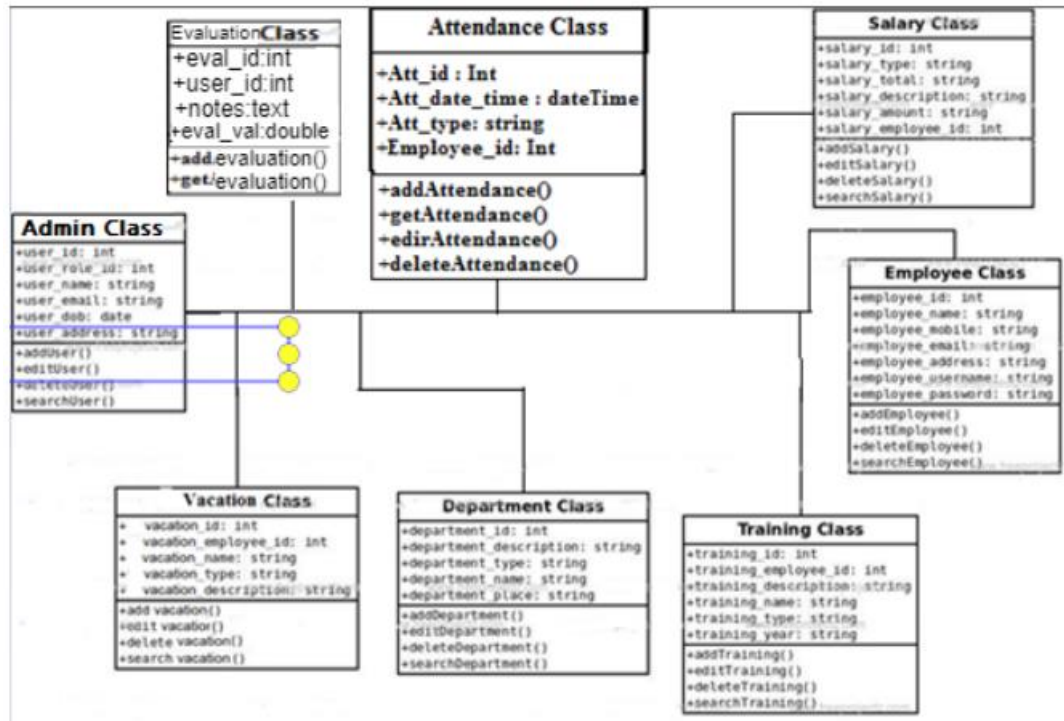 Evaluation Class
+eval_id:int
+user_id:int
+notes:text
+eval_val:double
+add.evaluation()
+get/evaluation()
Attendance Class
+Att_id : Int
+Att_date_time : dateTime
+Att_type: string
+Employee_id: Int
+addAttendance()
+getAttendance()
+edirAttendance()
+deleteAttendance()
Salary Class
+salary_id: int
+salary_type: string
+salary_total: string
+salary_description: string
+salary_amount: string
+salary_employee_id: int
+addSalary()
+editSalary()
+deleteSalary()
+searchSalary()
Admin Class
+user_id: int
+user_role_id: int
+user_name: string
+user_email: string
+user_dob: date
+user_address: string
+addUser()
+editUser()
+deleteUser()
+searchUser()
Employee Class
+employee_id: int
+employee_name: string
+employee_mobile: string
+employee_email: string
+employee_address: string
+employee_username: string
+employee_password: string
+addEmployee()
+editEmployee()
+deleteEmployee()
+searchEmployee()
Vacation Class
+ vacation_id: int
+ vacation_employee_id: int
+ vacation_name: string
+ vacation_type: string
+ vacation_description: string
+add vacation()
+edit vacation()
+delete vacation()
+search vacation()
Department Class
+department_id: int
+department_description: string
+department_type: string
+department_name: string
+department_place: string
+addDepartment()
+editDepartment()
+deleteDepartment()
+searchDepartment()
Training Class
+training_id: int
+training_employee_id: int
+training_description: string
+training_name: string
+training_type: string
+training_year: string
+addTraining()
+editTraining()
+deleteTraining()
+searchTraining()